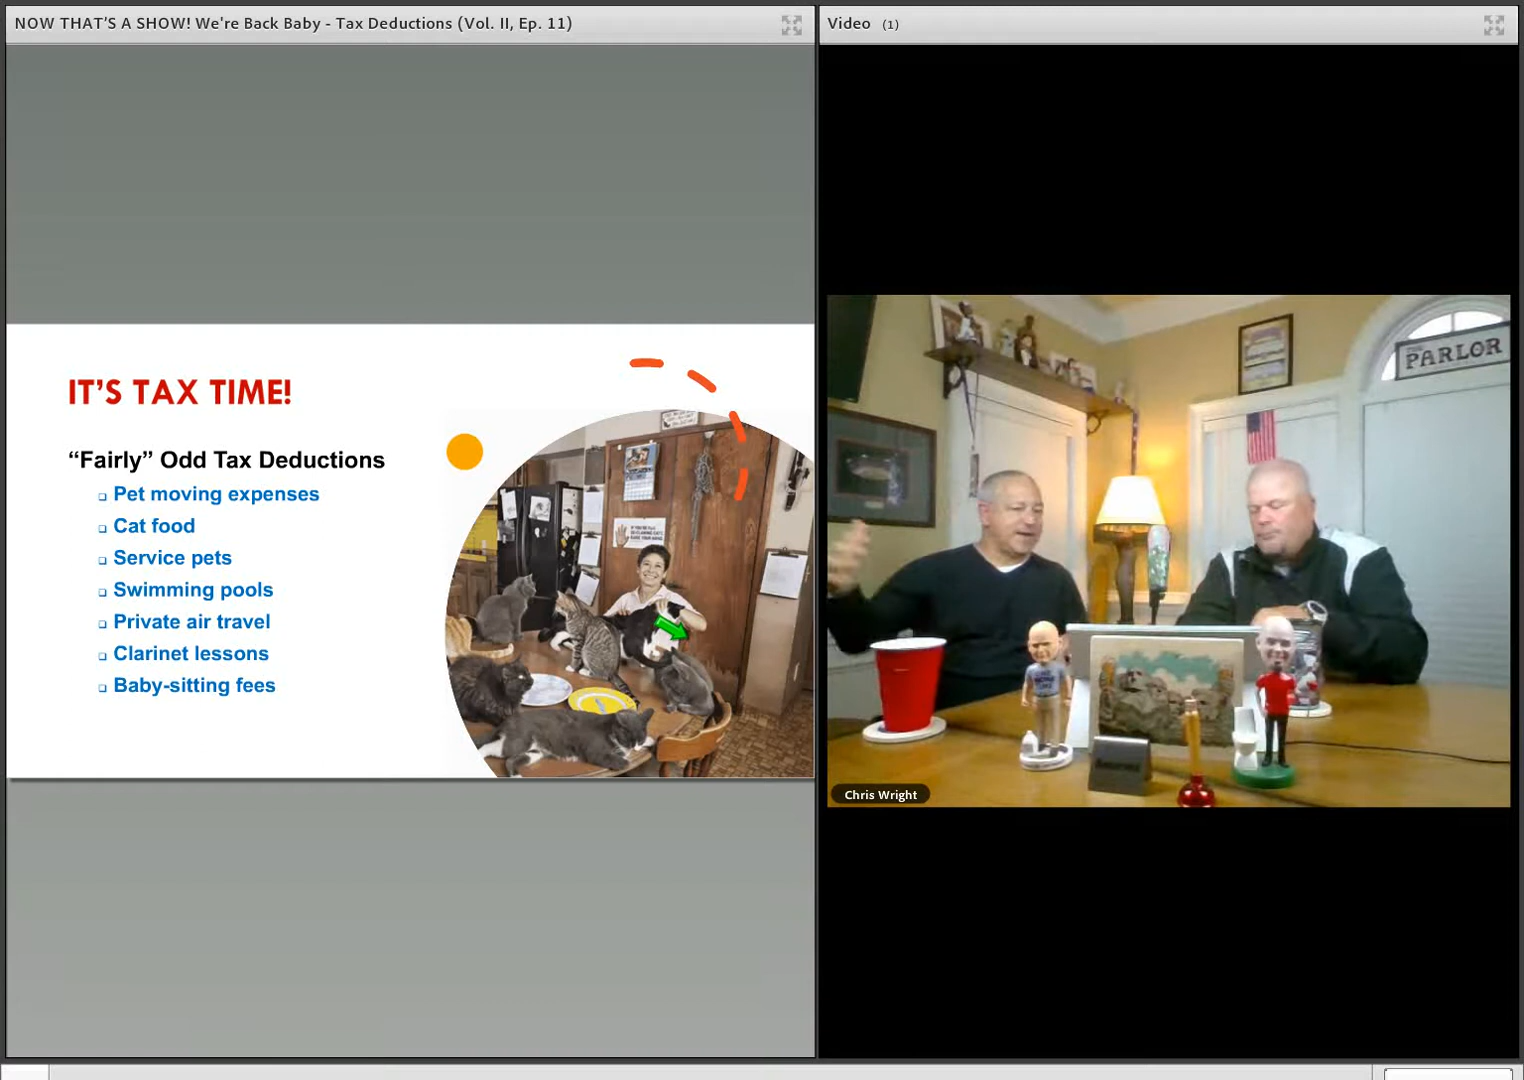 NOW THAT'S A SHOW! We're Back Baby - Tax Deductions (Vol. II, Ep. 11)
Video (1)
IT'S TAX TIME!
“Fairly” Odd Tax Deductions
Pet moving expenses
Cat food
Service pets
Swimming pools
Private air travel
Clarinet lessons
Baby-sitting fees
PARLOR
Chris Wright